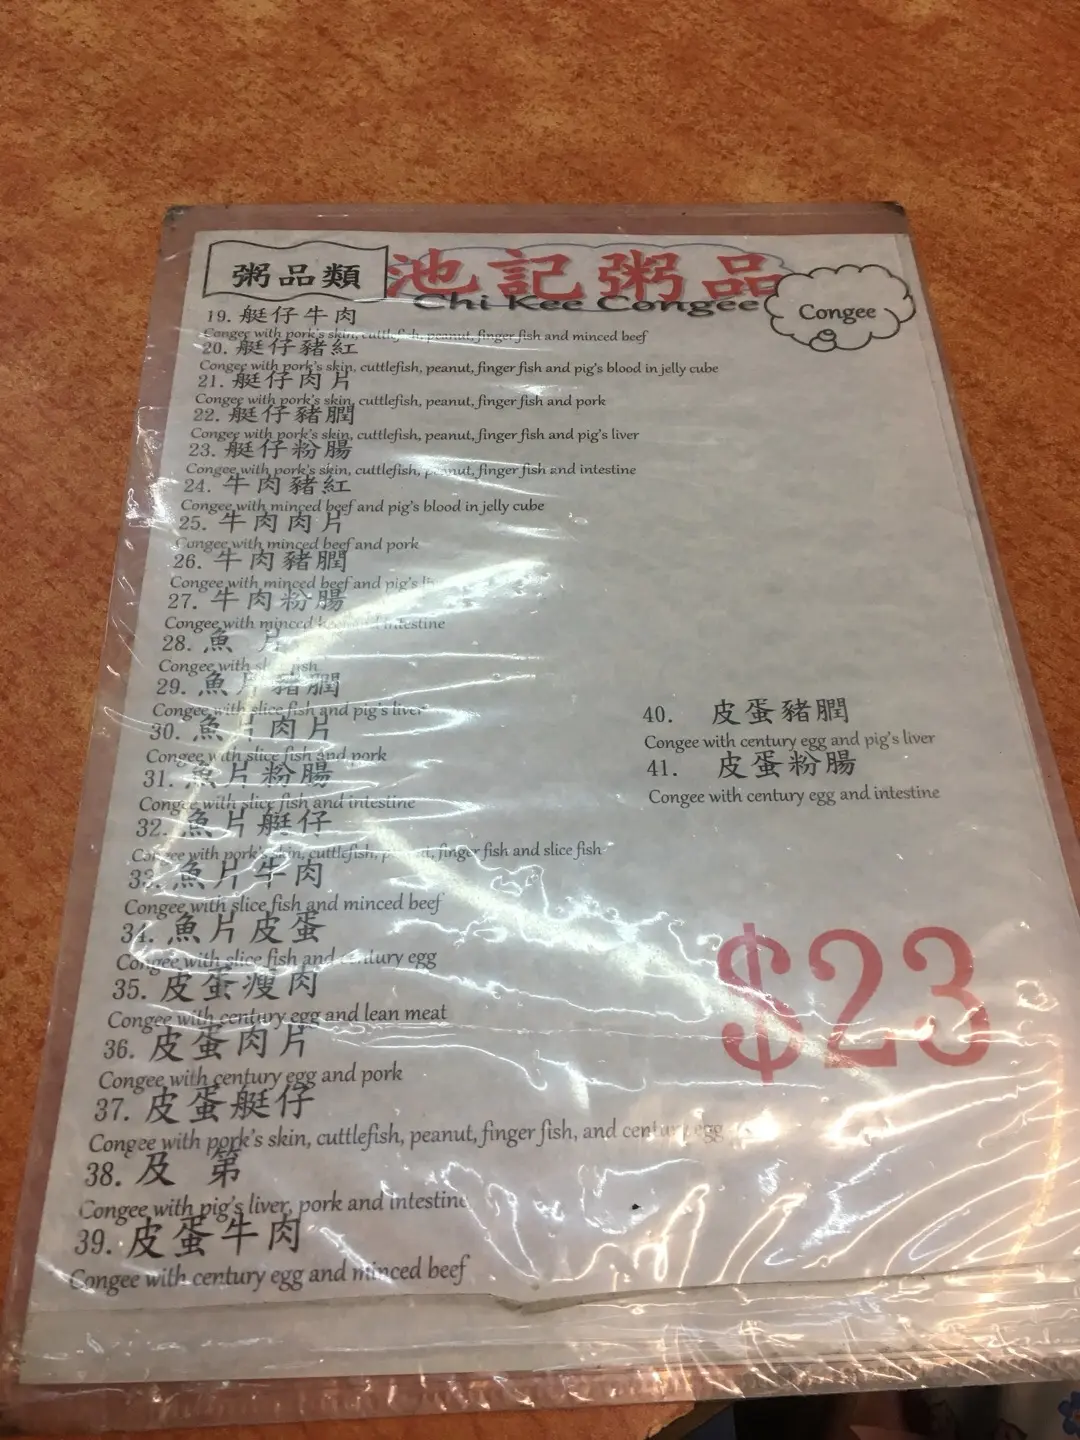 粥品類
池記粥品
Chi Kee Congee
Congee
19. 艇仔牛肉
Congee with pork's skin, cuttlefish, peanut, finger fish and minced beef
20. 艇仔豬紅
Congee with pork's skin, cuttlefish, peanut, finger fish and pig's blood in jelly cube
21. 艇仔肉片
Congee with pork's skin, cuttlefish, peanut, finger fish and pork
22. 艇仔豬膶
Congee with pork's skin, cuttlefish, peanut, finger fish and pig's liver
23. 艇仔粉腸
Congee with pork's skin, cuttlefish, peanut, finger fish and intestine
24. 牛肉豬紅
Congee with minced beef and pig's blood in jelly cube
25. 牛肉肉片
Congee with minced beef and pork
26. 牛肉豬膶
Congee with minced beef and pig's
27. 牛肉粉腸
Congee with minced beef and intestine
28. 魚 片
Congee with slice fish
29. 魚片豬膶
Congee with slice fish and pig's liver
30. 魚片肉片
Congee with slice fish and pork
31. 魚片粉腸
Congee with slice fish and intestine
32. 魚片艇仔
Congee with pork's skin, cuttlefish, peanut, finger fish and slice fish
33. 魚片牛肉
Congee with slice fish and minced beef
34. 魚片皮蛋
Congee with slice fish and century egg
35. 皮蛋瘦肉
Congee with century egg and lean meat
36. 皮蛋肉片
Congee with century egg and pork
37. 皮蛋艇仔
Congee with pork's skin, cuttlefish, peanut, finger fish, and century egg
38. 及 第
Congee with pig's liver, pork and intestine
39. 皮蛋牛肉
Congee with century egg and minced beef
40. 皮蛋豬膶
Congee with century egg and pig's liver
41. 皮蛋粉腸
Congee with century egg and intestine
$23